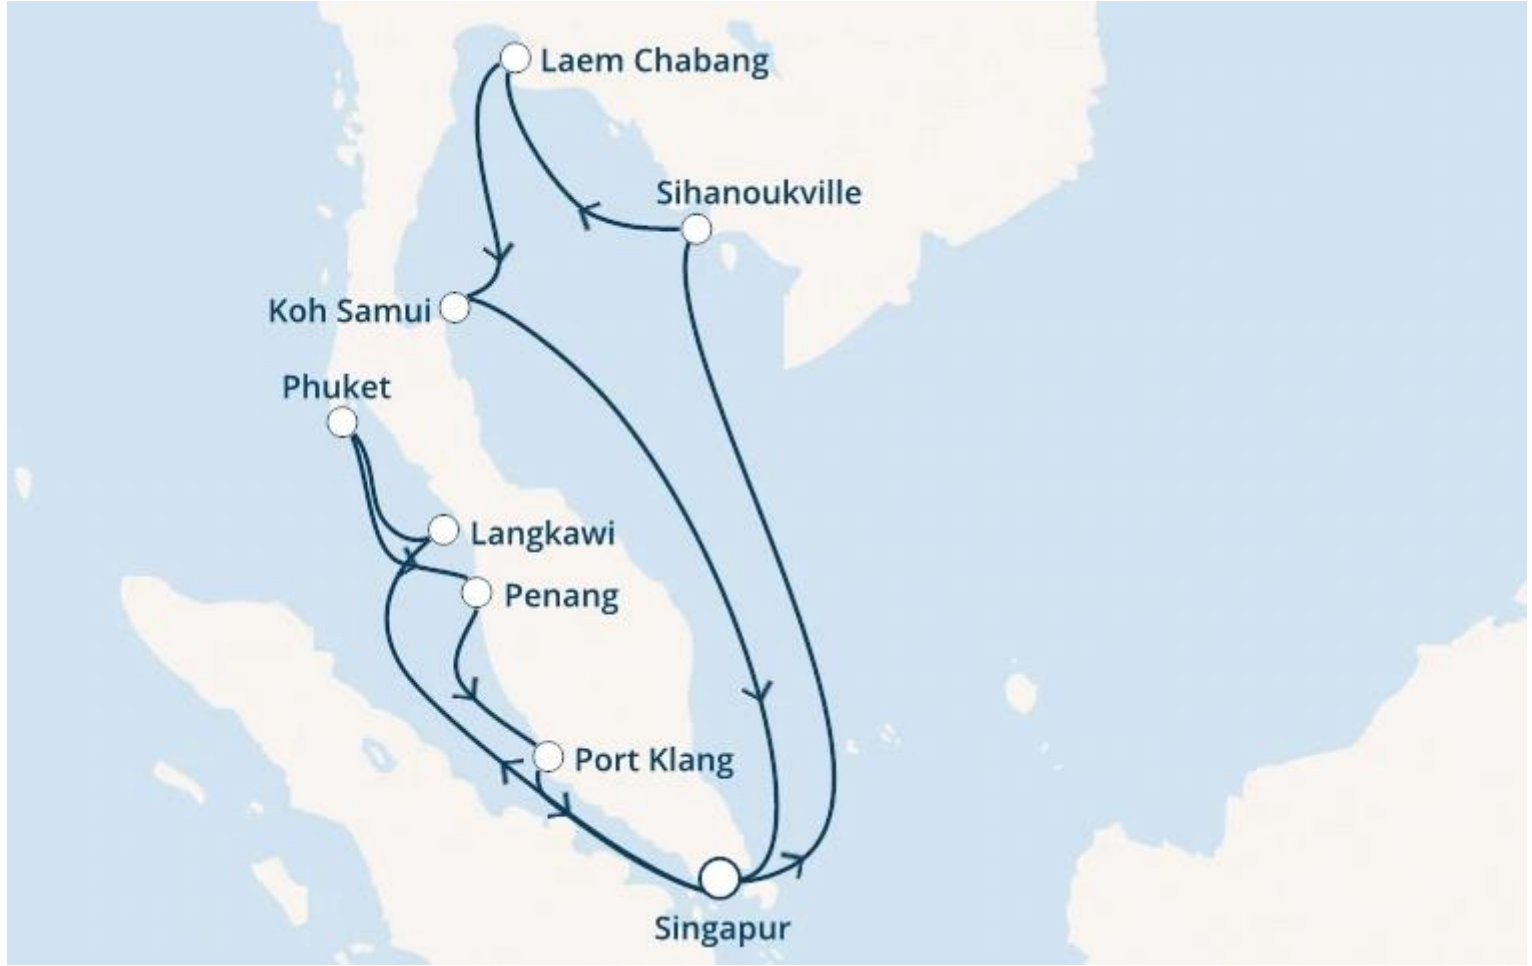 Laem Chabang
Sihanoukville
Koh Samui
Phuket
Langkawi
Penang
Port Klang
Singapur